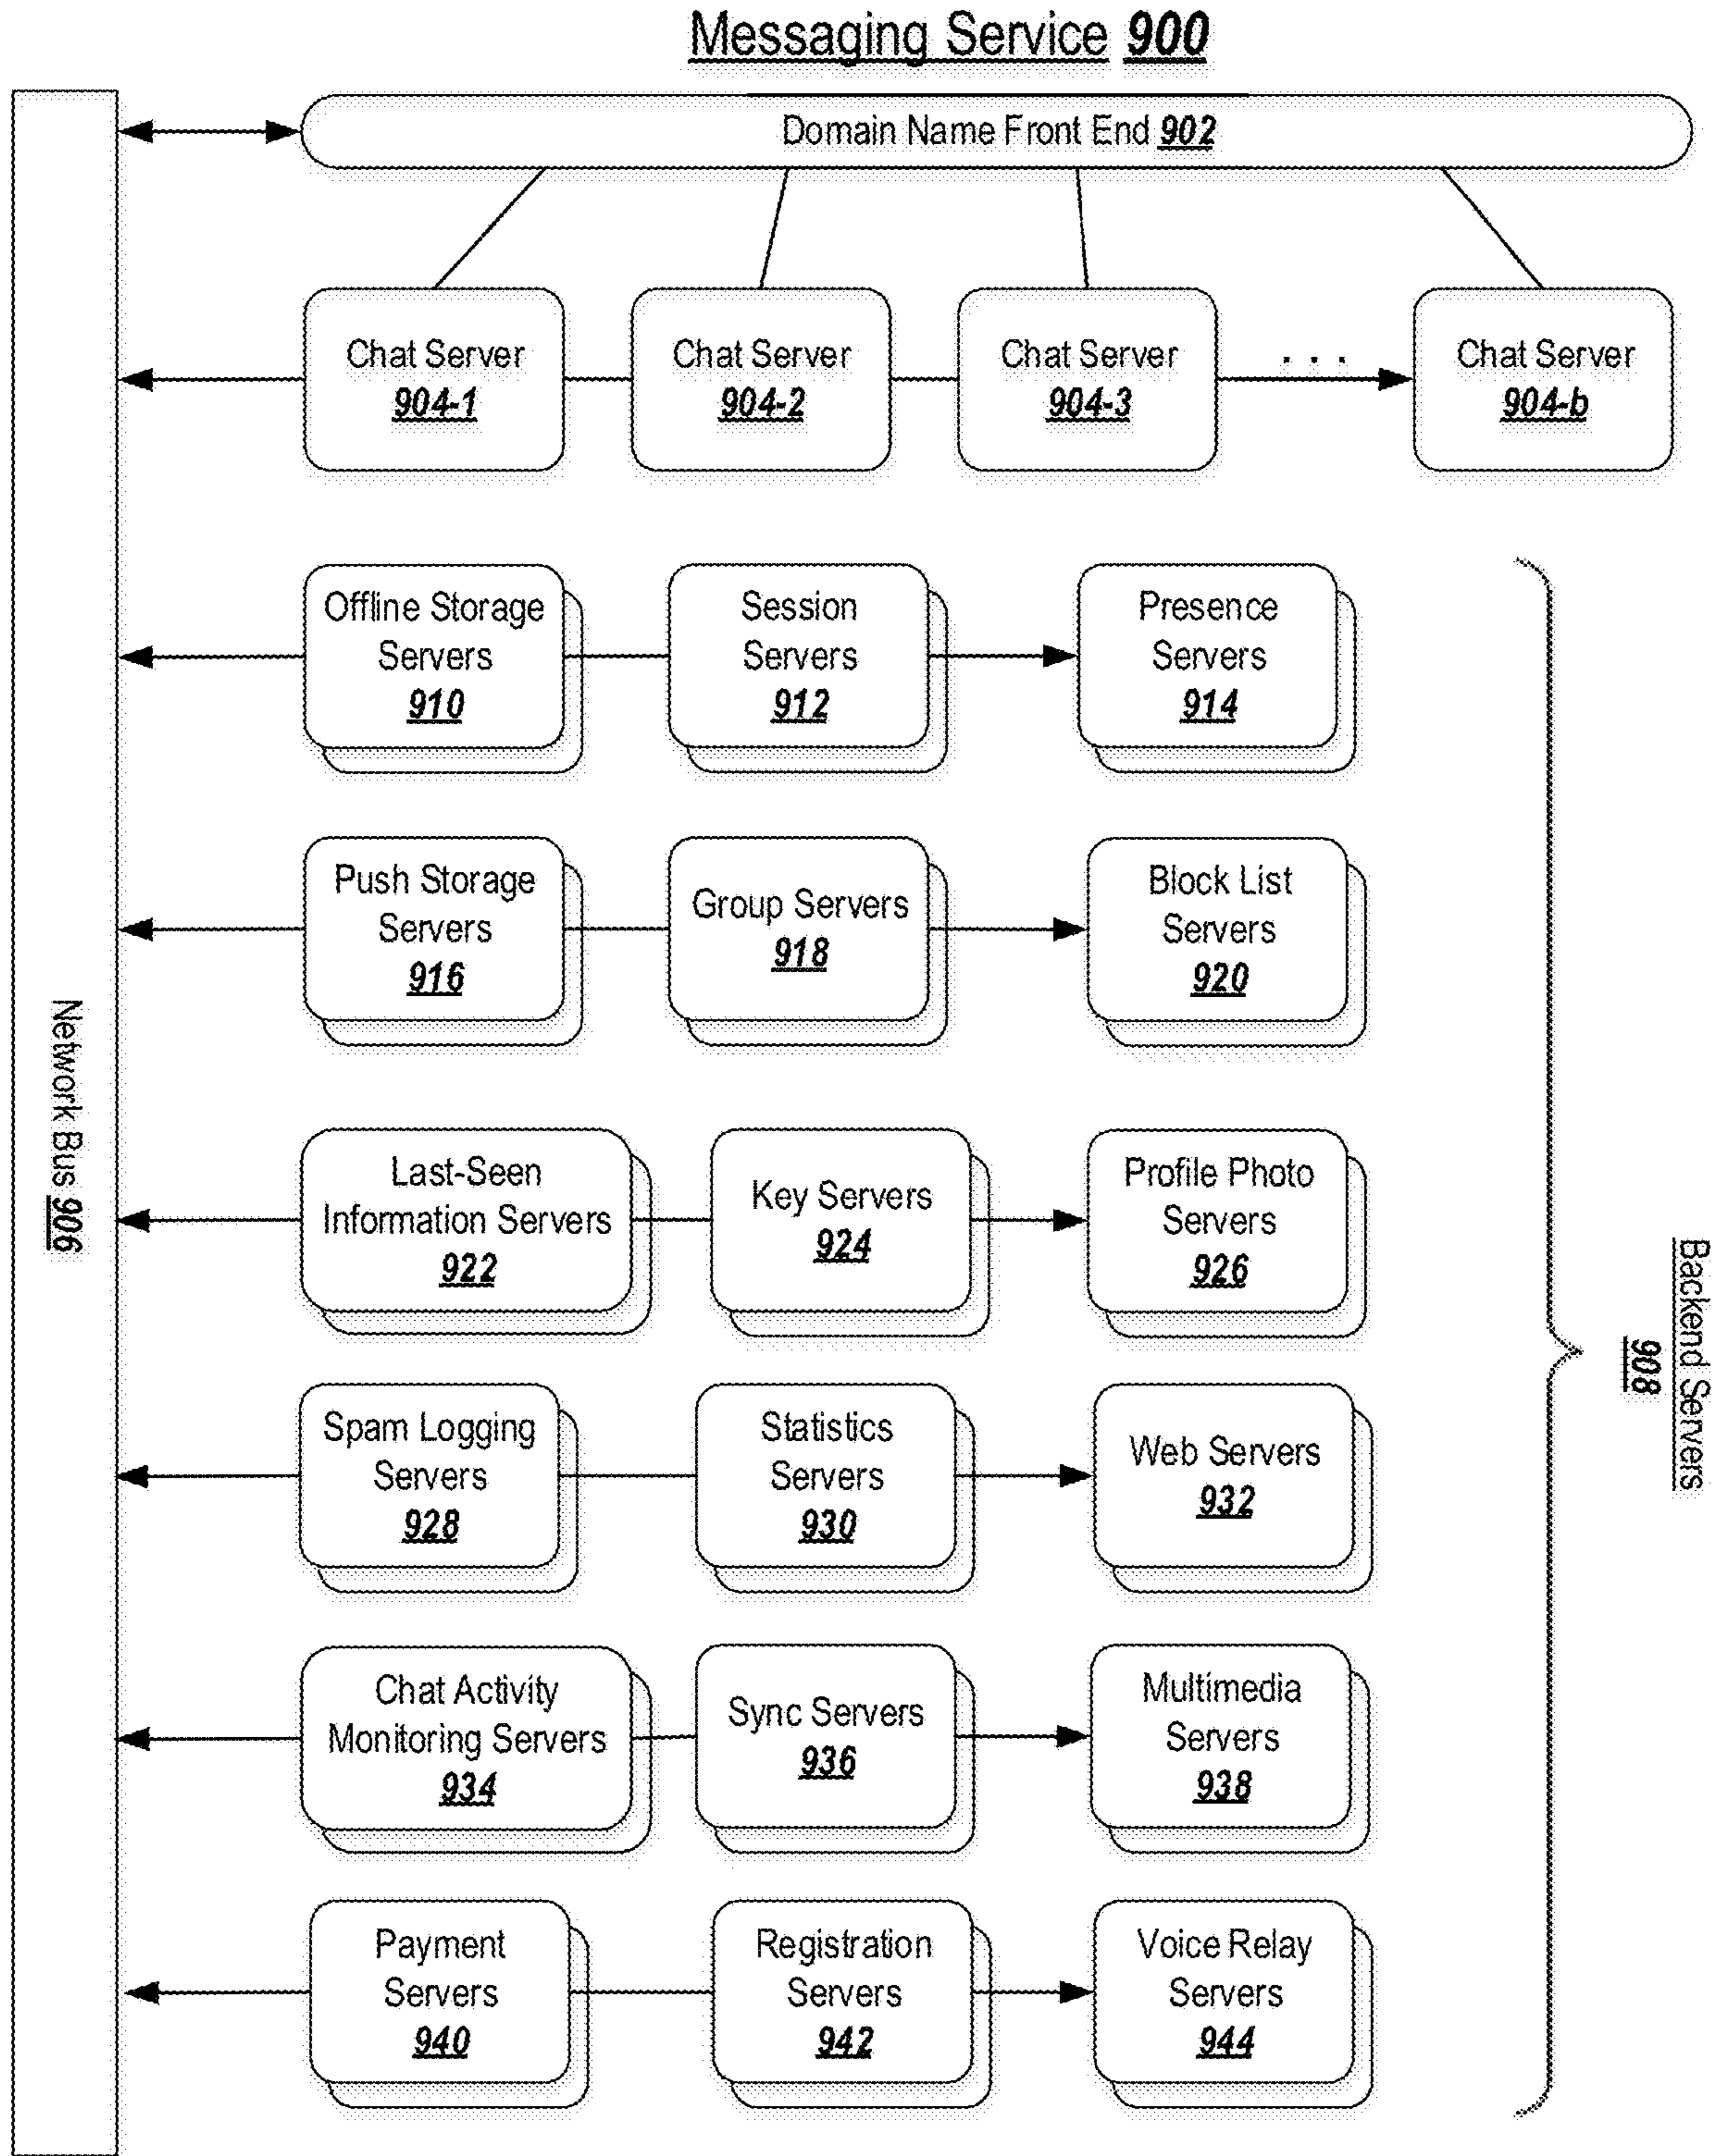 Messaging Service 900
Domain Name Front End 902
Chat Server
904-1
Chat Server
904-2
Chat Server
904-3
. . .
Chat Server
904-b
Offline Storage
Servers
910
Session
Servers
912
Presence
Servers
914
Push Storage
Servers
916
Group Servers
918
Block List
Servers
920
Network Bus 906
Last-Seen
Information Servers
922
Key Servers
924
Profile Photo
Servers
926
Backend Servers
908
Spam Logging
Servers
928
Statistics
Servers
930
Web Servers
932
Chat Activity
Monitoring Servers
934
Sync Servers
936
Multimedia
Servers
938
Payment
Servers
940
Registration
Servers
942
Voice Relay
Servers
944